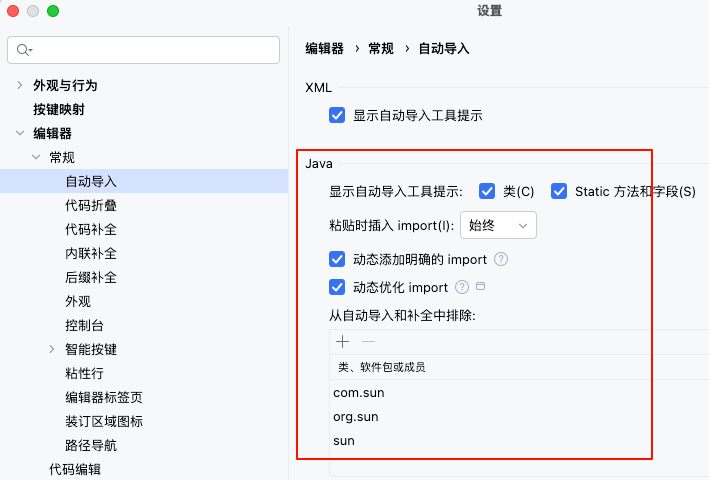 设置
外观与行为
按键映射
编辑器
常规
自动导入
代码折叠
代码补全
内联补全
后缀补全
外观
控制台
智能按键
粘性行
编辑器标签页
装订区域图标
路径导航
代码编辑
编辑器 › 常规 › 自动导入
XML
显示自动导入工具提示
Java
显示自动导入工具提示: 类(C) Static 方法和字段(S)
粘贴时插入 import(I): 始终
动态添加明确的 import ?
动态优化 import ?
从自动导入和补全中排除:
类、软件包或成员
com.sun
org.sun
sun